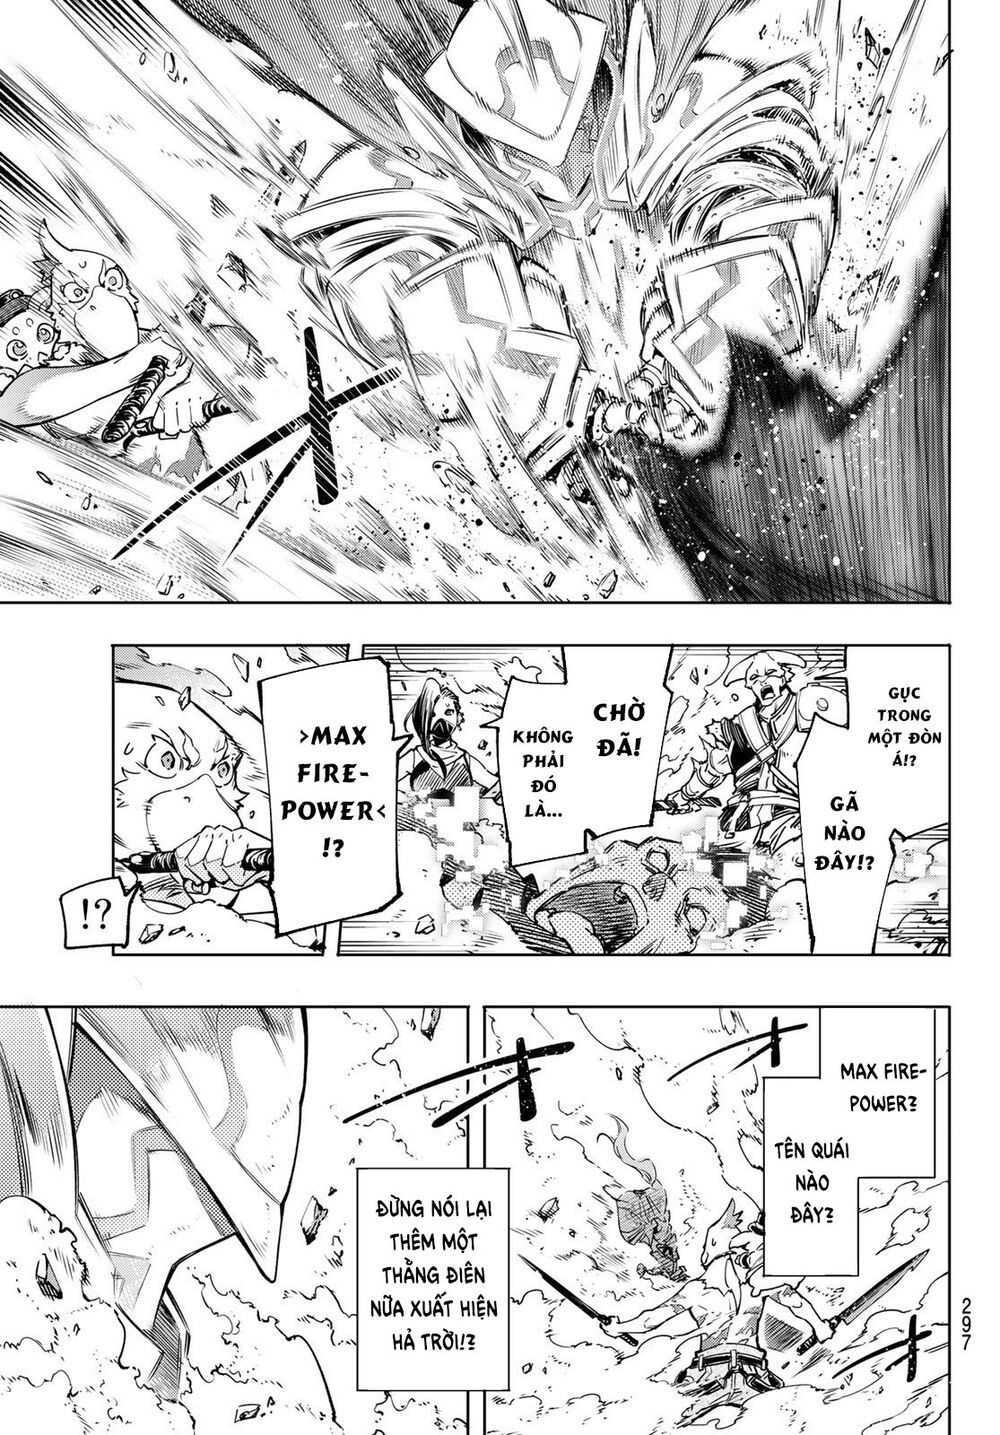 GỤC
TRONG
MỘT ĐÒN
Á!?
GÃ
NÀO
ĐÂY!?
CHỜ
ĐÃ!
KHÔNG
PHẢI
ĐÓ
LÀ...
>MAX
FIRE-
POWER<
!?
!?
MAX FIRE-
POWER?
TÊN QUÁI
NÀO
ĐÂY?
ĐỪNG NÓI LẠI
THÊM MỘT
THẰNG ĐIÊN
NỮA XUẤT HIỆN
HẢ TRỜI!?
297